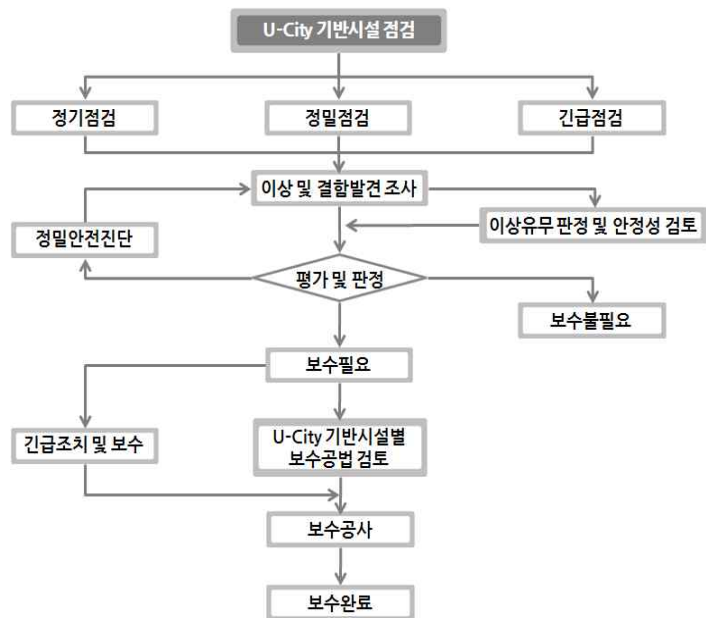 U-City 기반시설 점검
정기점검
정밀점검
긴급점검
이상 및 결함발견 조사
정밀안전진단
이상유무 판정 및 안정성 검토
평가 및 판정
보수불필요
보수필요
긴급조치 및 보수
U-City 기반시설별
보수공법 검토
보수공사
보수완료